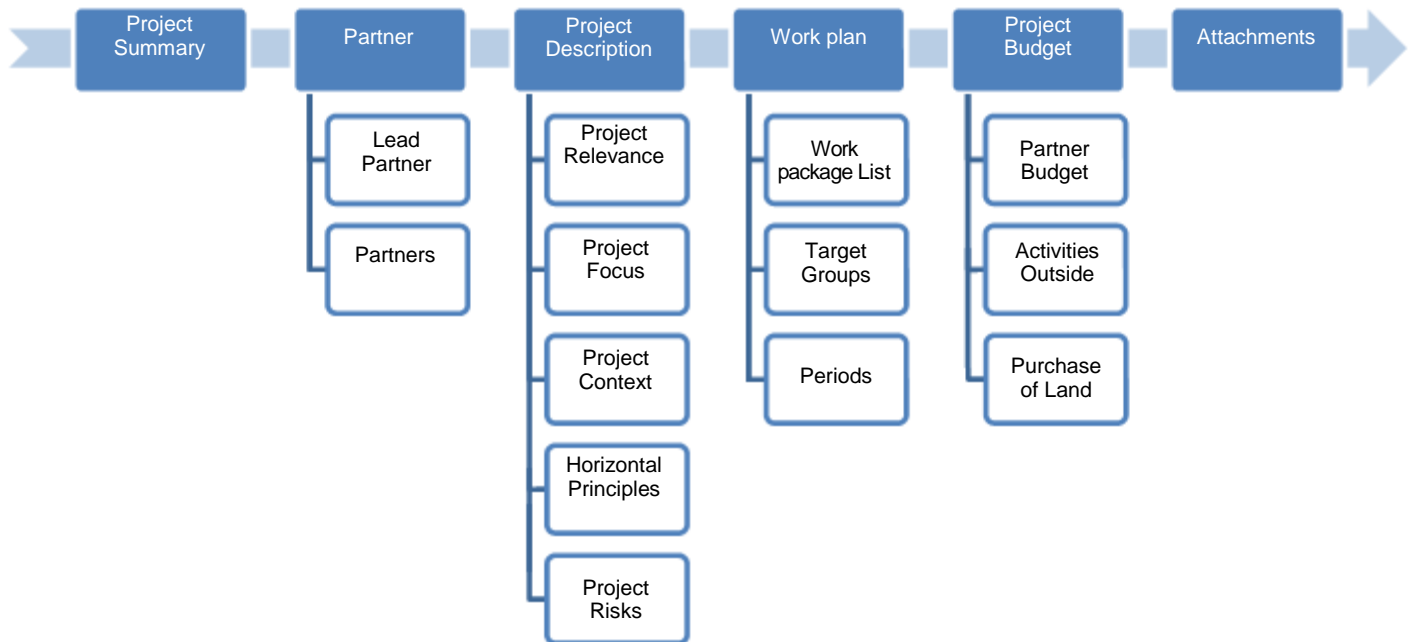 Project
Summary
Partner
Project
Description
Work plan
Project
Budget
Attachments
Lead
Partner
Partners
Project
Relevance
Project
Focus
Project
Context
Horizontal
Principles
Project
Risks
Work
package List
Target
Groups
Periods
Partner
Budget
Activities
Outside
Purchase
of Land